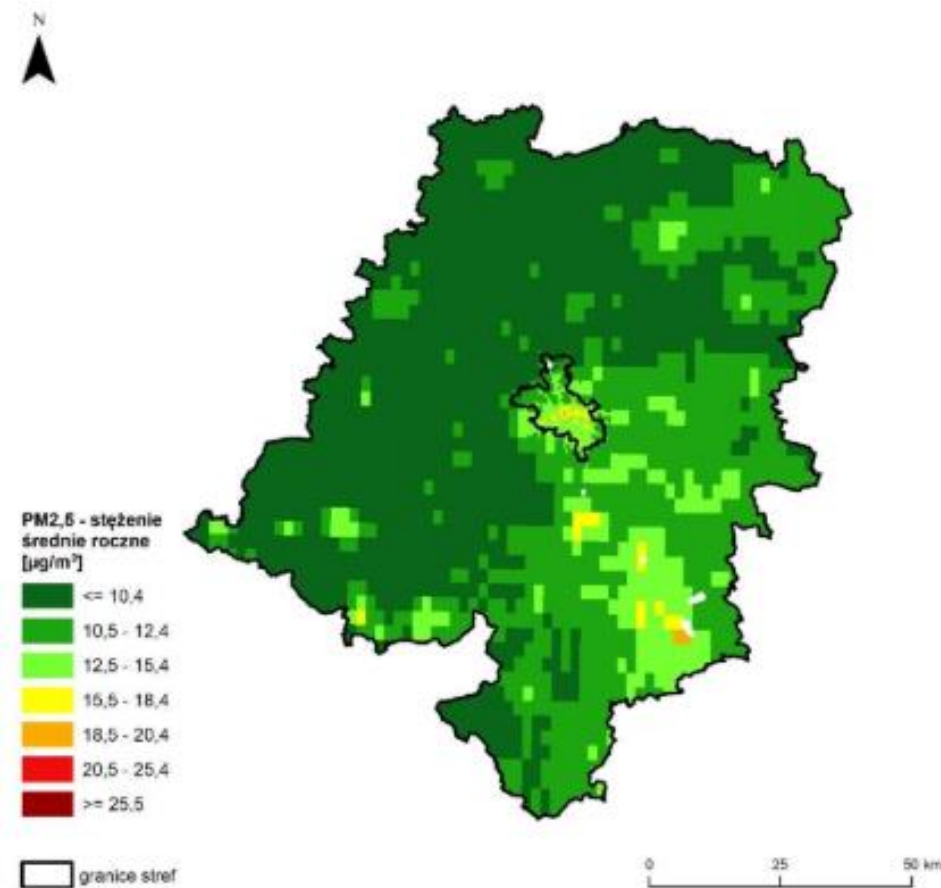 N
PM2,5 - stężenie
średnie roczne
[µg/m³]
<= 10,4
10,5 - 12,4
12,5 - 15,4
15,5 - 18,4
18,5 - 20,4
20,5 - 25,4
>= 25,5
granice stref
0 25 50 km